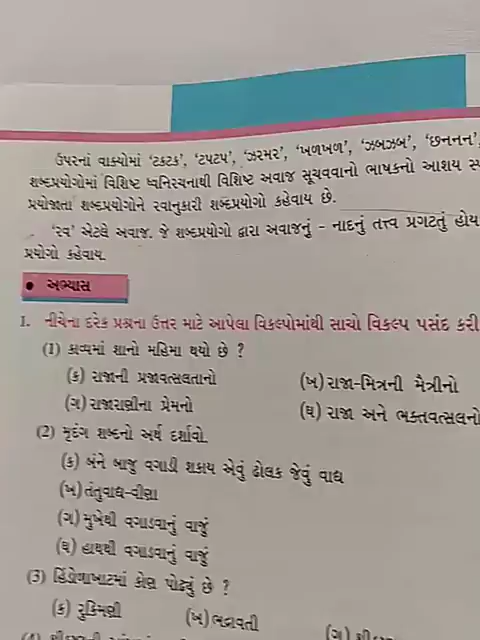 ઉપરનાં વાક્યોમાં ‘ટકટક’, ‘ટપટપ’, ‘ઝરમર’, ‘ખળખળ’, ‘ઝબઝબ’, ‘છનનન’,
શબ્દપ્રયોગોમાં વિશિષ્ટ ધ્વનિરચનાથી વિશિષ્ટ અવાજ સૂચવવાનો ભાષકનો આશય
પ્રયોજાતા શબ્દપ્રયોગોને રવાનુકારી શબ્દપ્રયોગો કહેવાય છે.
‘રવ’ એટલે અવાજ. જે શબ્દપ્રયોગો દ્વારા અવાજનું – નાદનું તત્ત્વ પ્રગટતું હોય
પ્રયોગો કહેવાય.
• અભ્યાસ
1. નીચેના દરેક પ્રશ્નના ઉત્તર માટે આપેલા વિકલ્પોમાંથી સાચો વિકલ્પ પસંદ કરી
(1) કાવ્યમાં શાનો મહિમા થયો છે ?
(ક) રાજાની પ્રજાવત્સલતાનો (ખ) રાજા-મિત્રની મૈત્રીનો
(ગ) રાજારાણીના પ્રેમનો (ઘ) રાજા અને ભક્તવત્સલનો
(2) મૃદંગ શબ્દનો અર્થ દર્શાવો.
(ક) બંને બાજુ વગાડી શકાય એવું ઢોલક જેવું વાદ્ય
(ખ) તંતુવાદ્ય-વીણા
(ગ) મુખેથી વગાડવાનું વાજું
(ઘ) હાથથી વગાડવાનું વાજું
(3) હિંડોળાખાટમાં કોણ પોઢ્યું છે ?
(ક) રુકિમણી (ખ) ભદ્રાવતી (ગ)